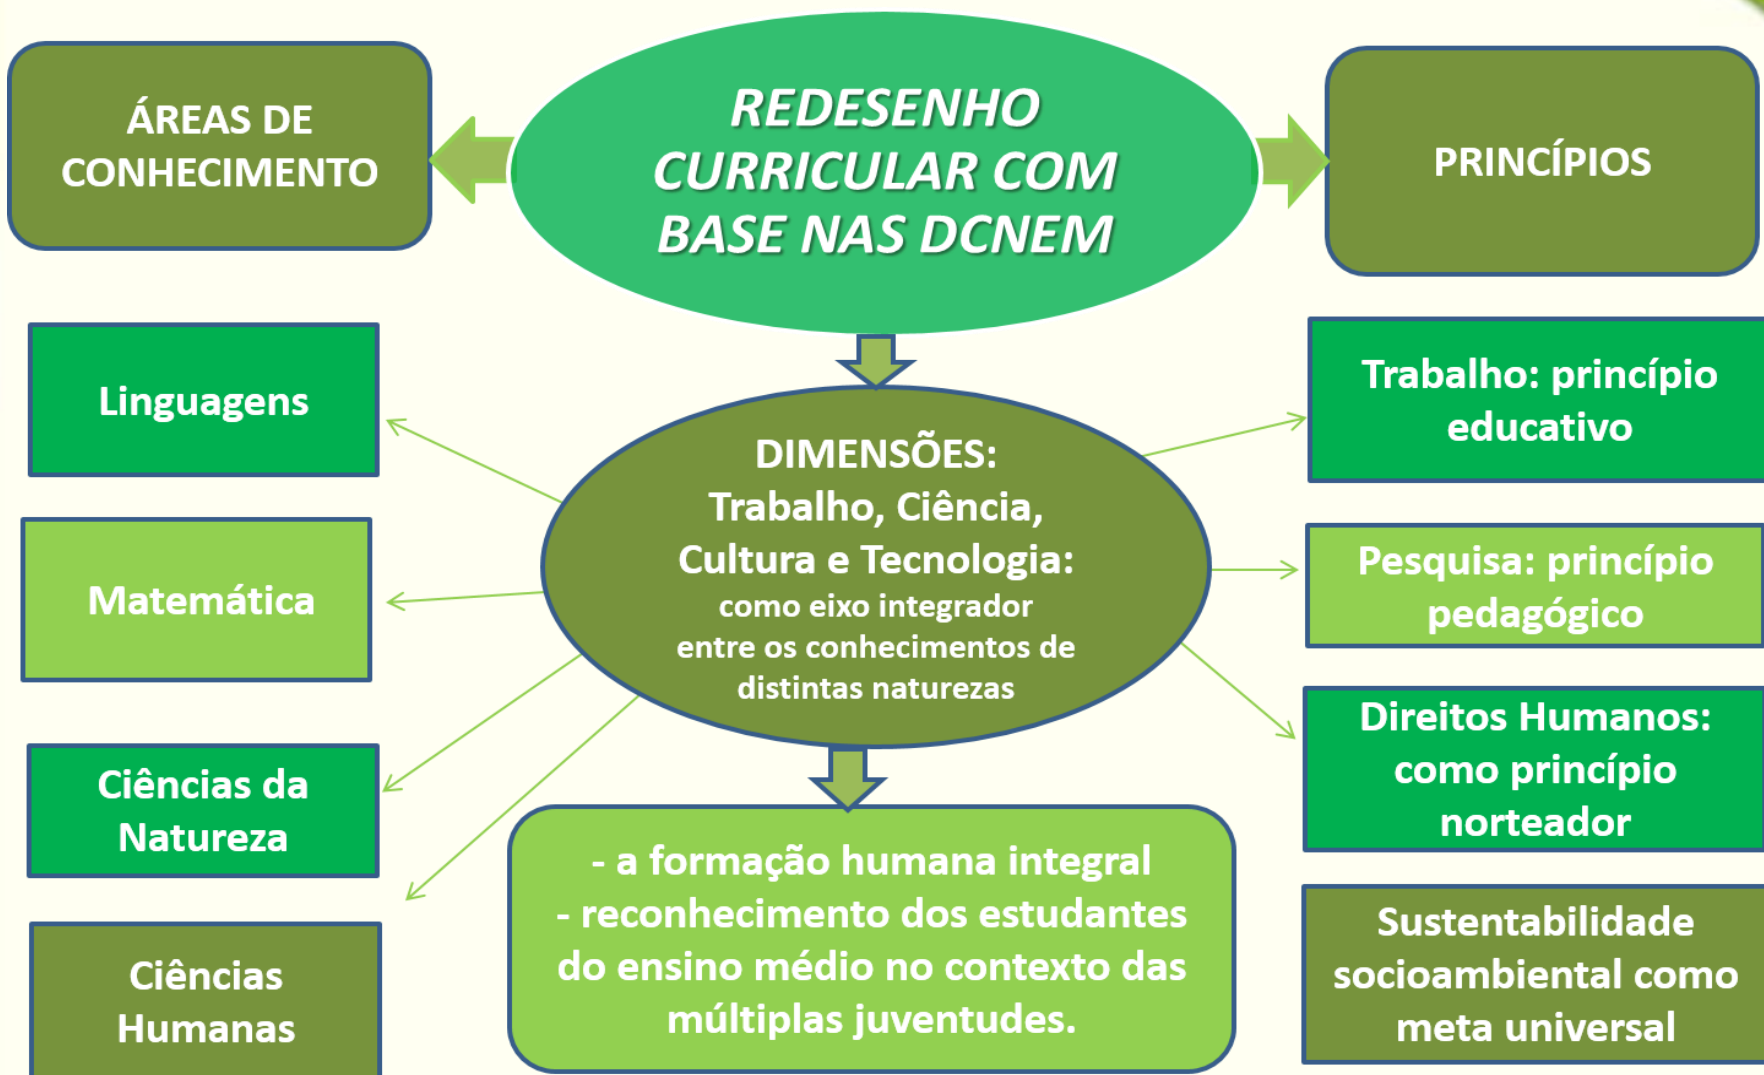 ÁREAS DE
CONHECIMENTO
REDESENHO
CURRICULAR COM
BASE NAS DCNEM
PRINCÍPIOS
Linguagens
Matemática
Ciências da
Natureza
Ciências
Humanas
DIMENSÕES:
Trabalho, Ciência,
Cultura e Tecnologia:
como eixo integrador
entre os conhecimentos de
distintas naturezas
- a formação humana integral
- reconhecimento dos estudantes
do ensino médio no contexto das
múltiplas juventudes.
Trabalho: princípio
educativo
Pesquisa: princípio
pedagógico
Direitos Humanos:
como princípio
norteador
Sustentabilidade
socioambiental como
meta universal